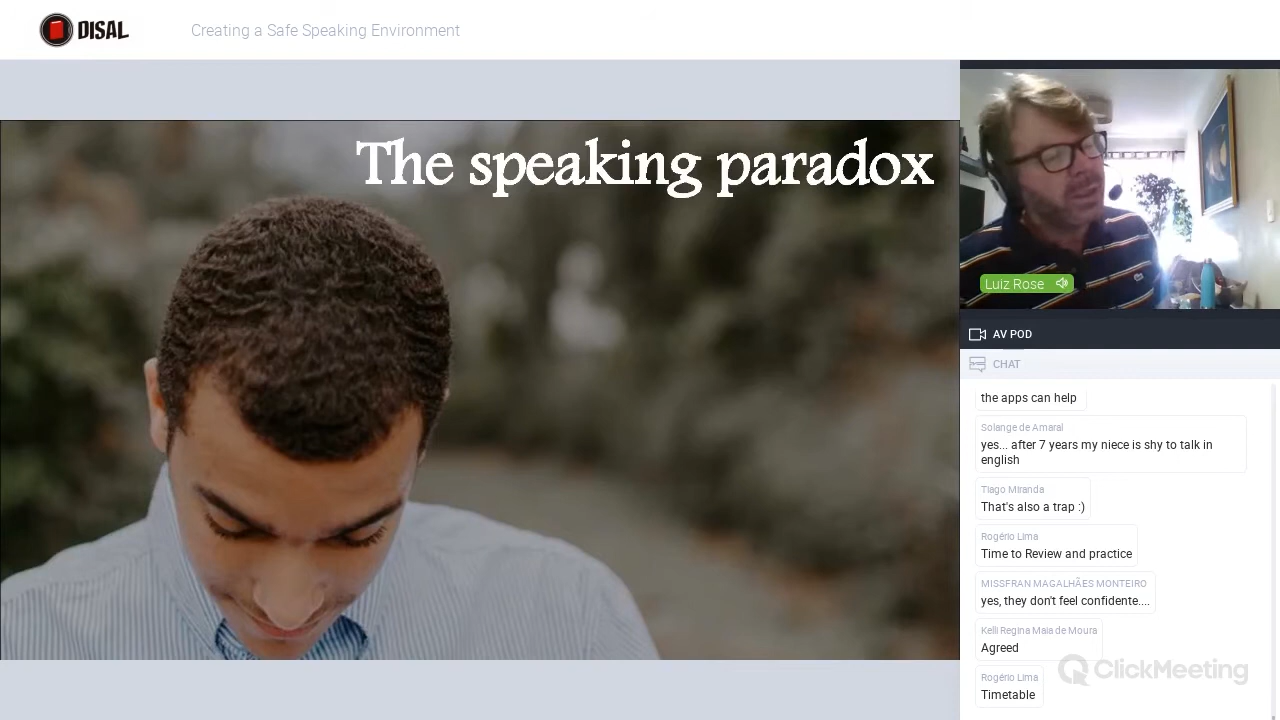 DISAL
Creating a Safe Speaking Environment
The speaking paradox
Luiz Rose
AV POD
CHAT
the apps can help
Solange de Amaral
yes... after 7 years my niece is shy to talk in
english
Tiago Miranda
That's also a trap :)
Rogério Lima
Time to Review and practice
MISSFRAN MAGALHÃES MONTEIRO
yes, they don't feel confidente....
Kelli Regina Maia de Moura
Agreed
ClickMeeting
Rogério Lima
Timetable